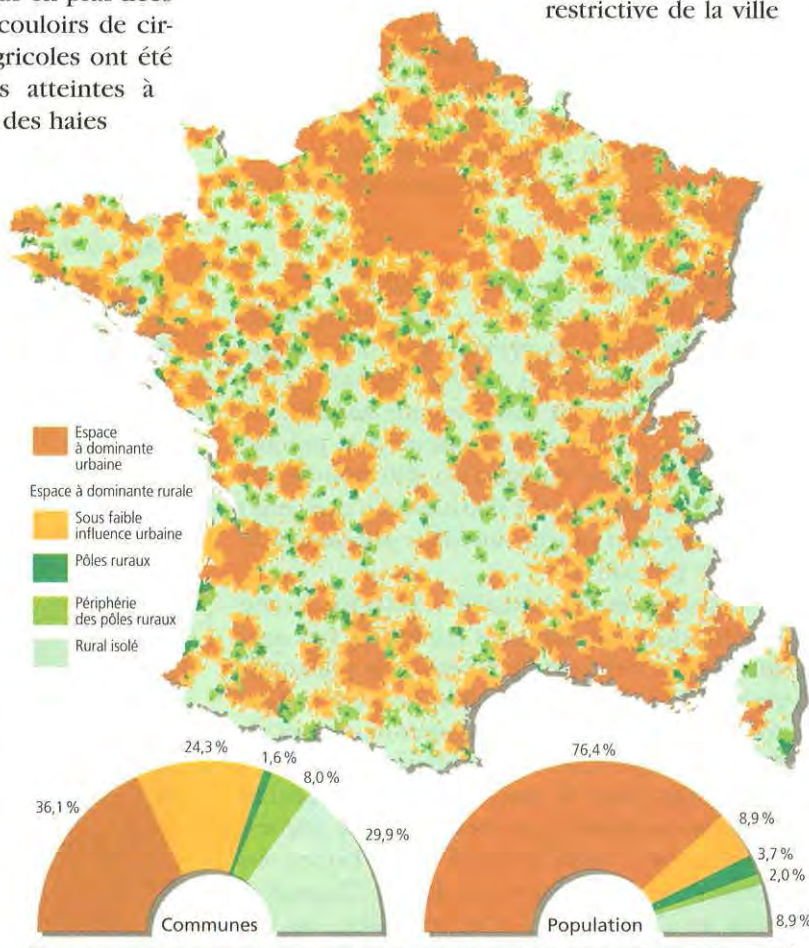 couloirs de cir-
gricoles ont été
s atteintes à
des haies
restrictive de la ville
Espace
à dominante
urbaine
Espace à dominante rurale
Sous faible
influence urbaine
Pôles ruraux
Périphérie
des pôles ruraux
Rural isolé
36,1 %
24,3 %
1,6 %
8,0 %
29,9 %
Communes
76,4 %
8,9 %
3,7 %
2,0 %
8,9 %
Population